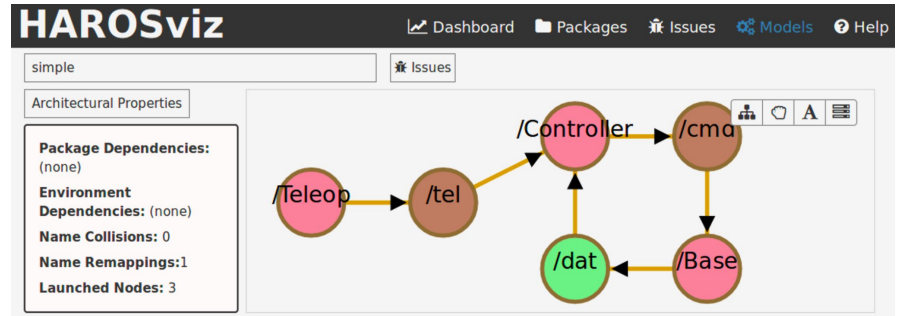 HAROSviz
Dashboard Packages Issues Models Help
simple
Issues
Architectural Properties
Package Dependencies:
(none)
Environment
Dependencies: (none)
Name Collisions: 0
Name Remappings:1
Launched Nodes: 3
/Teleop
/tel
/Controller
/cmd
/dat
/Base
A